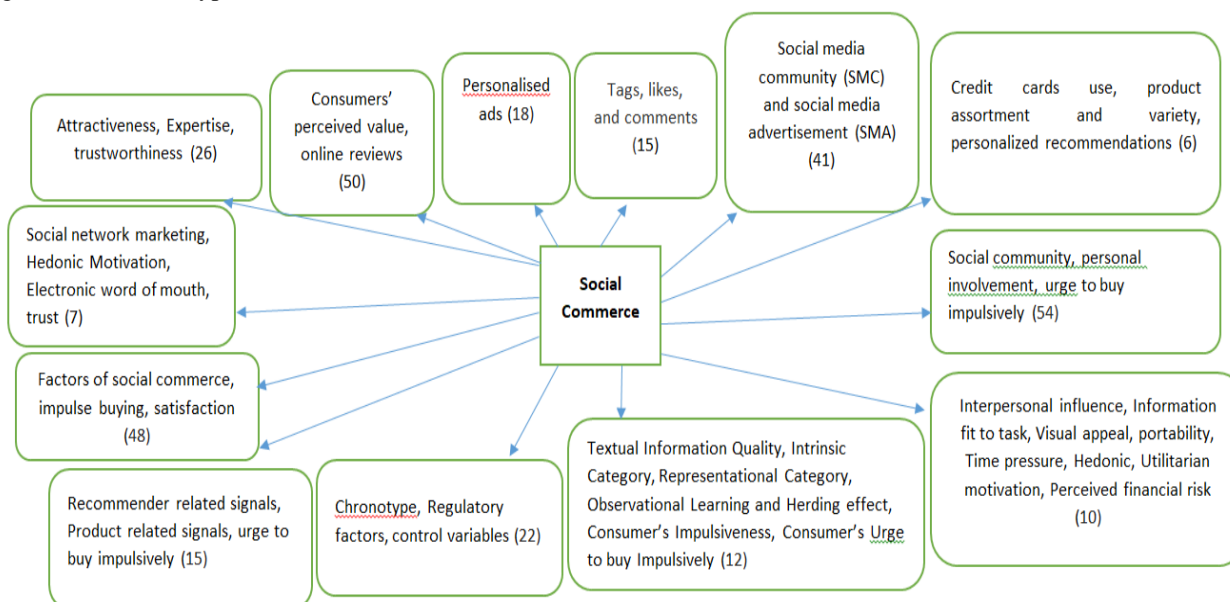 Attractiveness, Expertise,
trustworthiness (26)
Consumers'
perceived value,
online reviews
(50)
Personalised
ads (18)
Tags, likes,
and comments
(15)
Social media
community (SMC)
and social media
advertisement (SMA)
(41)
Credit cards use, product
assortment and variety,
personalized recommendations (6)
Social network marketing,
Hedonic Motivation,
Electronic word of mouth,
trust (7)
Social
Commerce
Social community, personal
involvement, urge to buy
impulsively (54)
Factors of social commerce,
impulse buying, satisfaction
(48)
Interpersonal influence, Information
fit to task, Visual appeal, portability,
Time pressure, Hedonic, Utilitarian
motivation, Perceived financial risk
(10)
Recommender related signals,
Product related signals, urge to
buy impulsively (15)
Chronotype, Regulatory
factors, control variables (22)
Textual Information Quality, Intrinsic
Category, Representational Category,
Observational Learning and Herding effect,
Consumer's Impulsiveness, Consumer's Urge
to buy Impulsively (12)